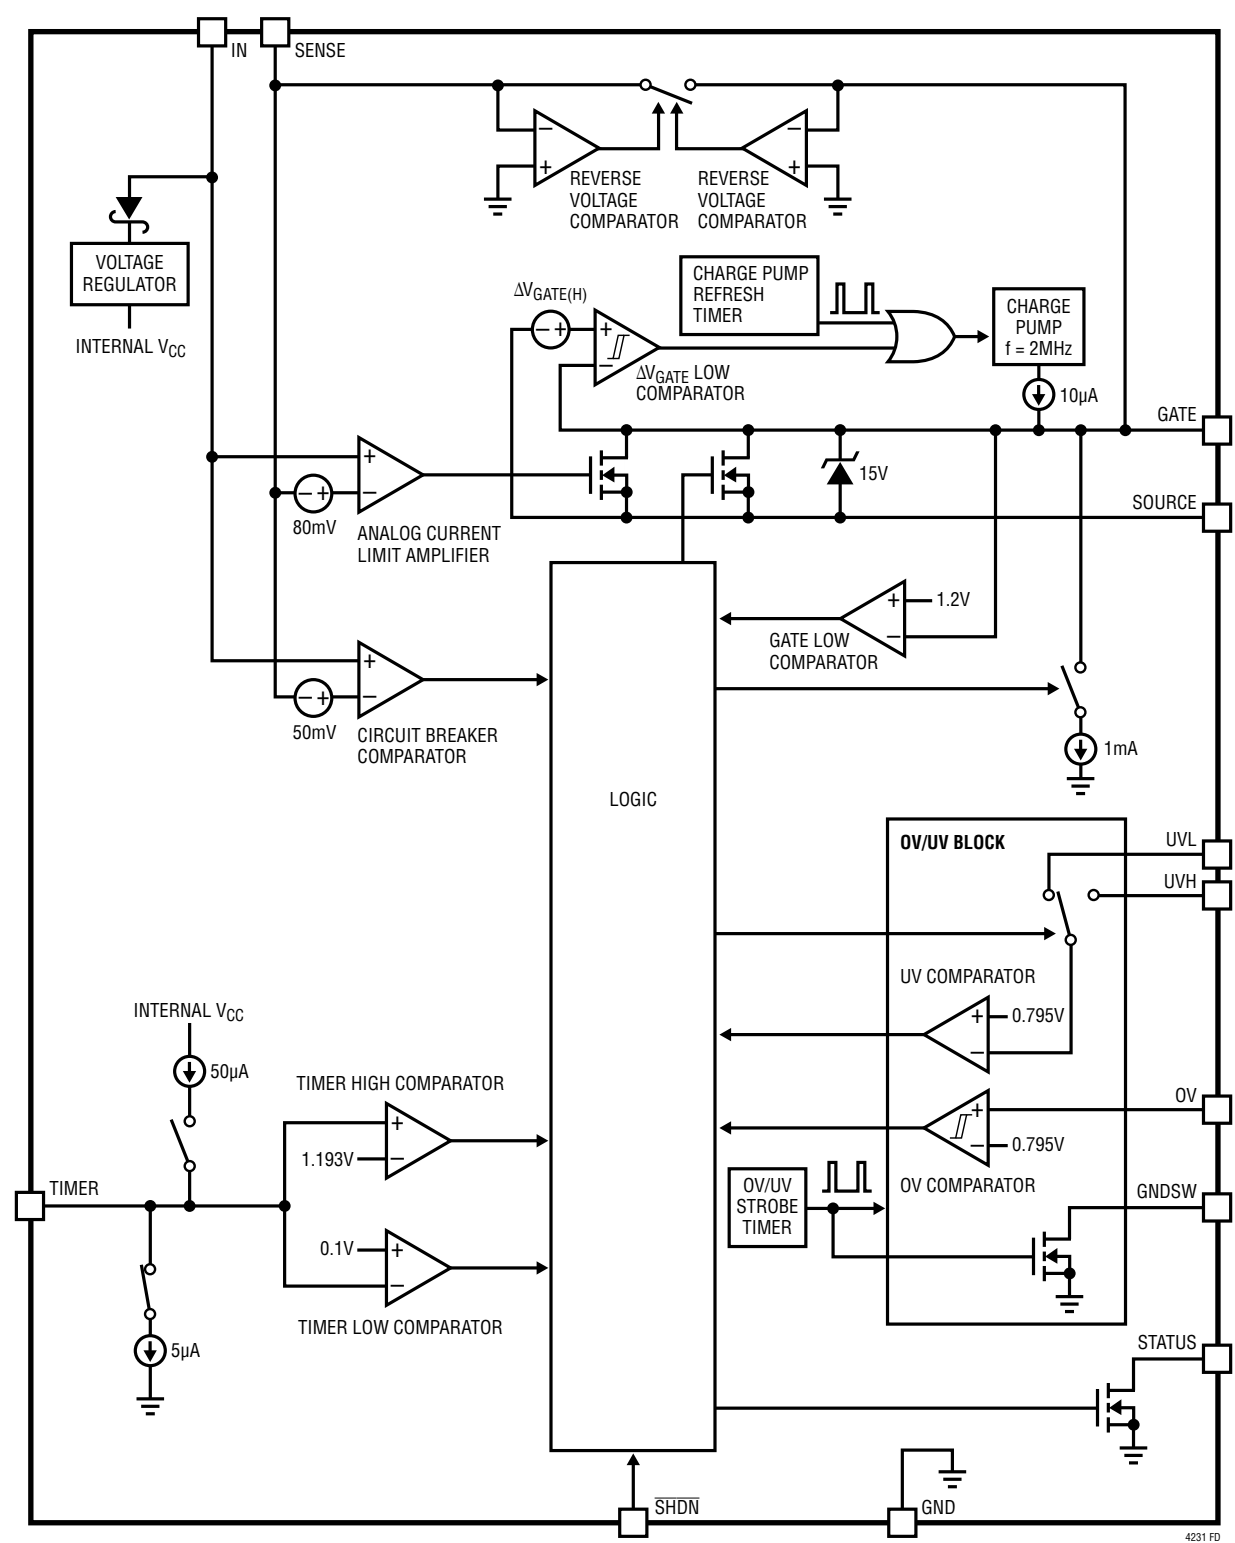 IN
SENSE
−
+
REVERSE
VOLTAGE
COMPARATOR
−
+
REVERSE
VOLTAGE
COMPARATOR
VOLTAGE
REGULATOR
INTERNAL VCC
ΔVGATE(H)
− +
+
−
ΔVGATE LOW
COMPARATOR
CHARGE PUMP
REFRESH
TIMER
CHARGE
PUMP
f = 2MHz
10µA
GATE
15V
SOURCE
+
−
− +
80mV
ANALOG CURRENT
LIMIT AMPLIFIER
+
−
1.2V
GATE LOW
COMPARATOR
+
−
− +
50mV
CIRCUIT BREAKER
COMPARATOR
1mA
LOGIC
OV/UV BLOCK
UVL
UVH
UV COMPARATOR
+
−
0.795V
OV
+
−
0.795V
OV COMPARATOR
OV/UV
STROBE
TIMER
GNDSW
INTERNAL VCC
50µA
TIMER HIGH COMPARATOR
+
−
1.193V
TIMER
0.1V
+
−
TIMER LOW COMPARATOR
5µA
STATUS
SHDN
GND
4231 FD